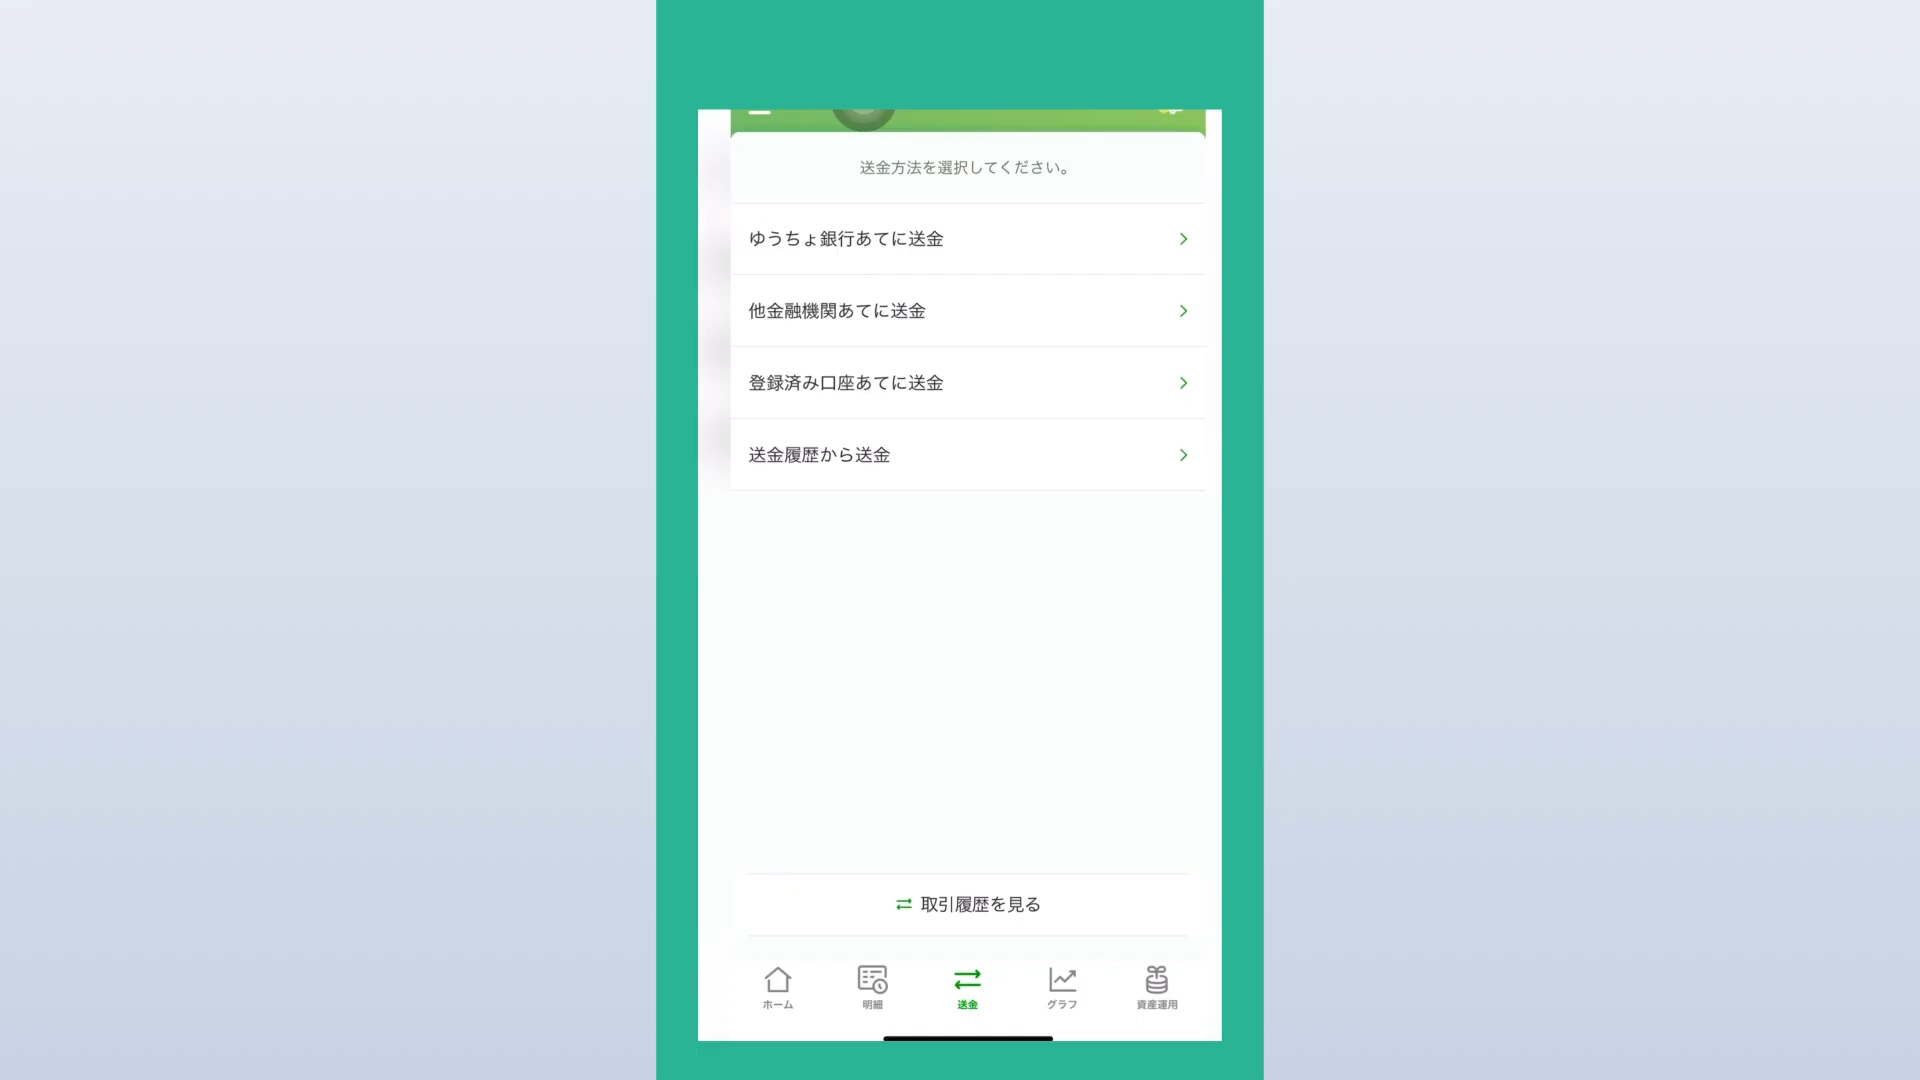 送金方法を選択してください。
ゆうちょ銀行あてに送金
他金融機関あてに送金
登録済み口座あてに送金
送金履歴から送金
取引履歴を見る
ホーム
明細
送金
グラフ
資産運用